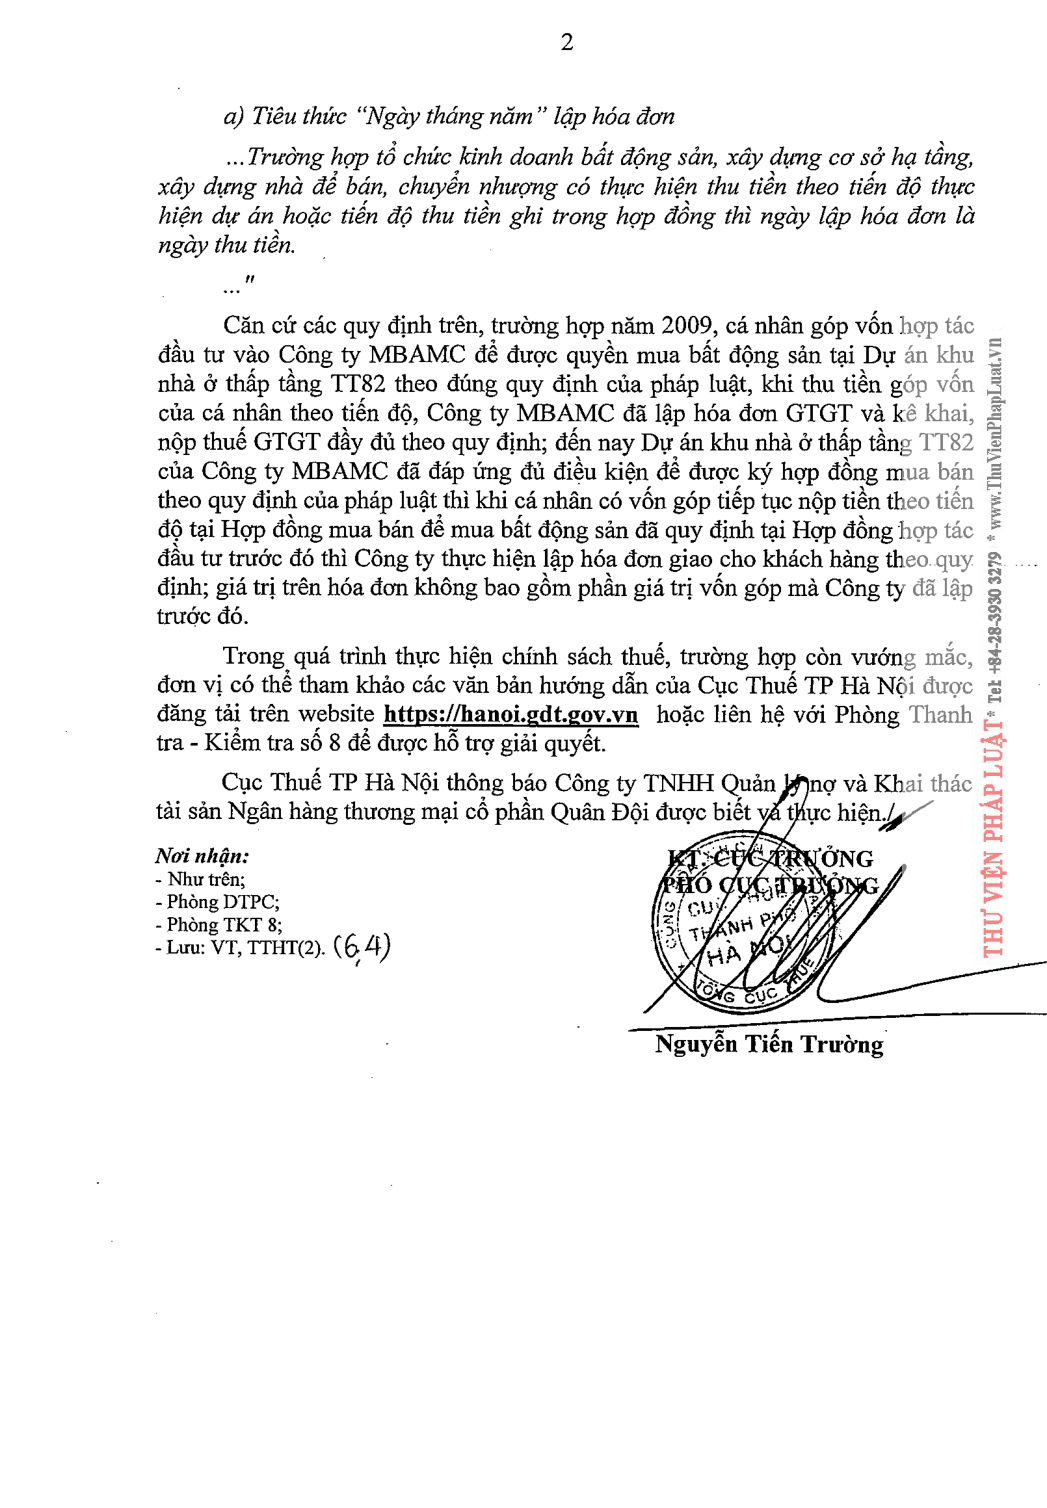 2
a) Tiêu thức “Ngày tháng năm” lập hóa đơn
...Trường hợp tổ chức kinh doanh bất động sản, xây dựng cơ sở hạ tầng,
xây dựng nhà để bán, chuyển nhượng có thực hiện thu tiền theo tiến độ thực
hiện dự án hoặc tiến độ thu tiền ghi trong hợp đồng thì ngày lập hóa đơn là
ngày thu tiền.
..."
Căn cứ các quy định trên, trường hợp năm 2009, cá nhân góp vốn hợp tác
đầu tư vào Công ty MBAMC để được quyền mua bất động sản tại Dự án khu
nhà ở thấp tầng TT82 theo đúng quy định của pháp luật, khi thu tiền góp vốn
của cá nhân theo tiến độ, Công ty MBAMC đã lập hóa đơn GTGT và kê khai,
nộp thuế GTGT đầy đủ theo quy định; đến nay Dự án khu nhà ở thấp tầng TT82
của Công ty MBAMC đã đáp ứng đủ điều kiện để được ký hợp đồng mua bán
theo quy định của pháp luật thì khi cá nhân có vốn góp tiếp tục nộp tiền theo tiến
độ tại Hợp đồng mua bán để mua bất động sản đã quy định tại Hợp đồng hợp tác
đầu tư trước đó thì Công ty thực hiện lập hóa đơn giao cho khách hàng theo quy
định; giá trị trên hóa đơn không bao gồm phần giá trị vốn góp mà Công ty đã lập
trước đó.
Trong quá trình thực hiện chính sách thuế, trường hợp còn vướng mắc,
đơn vị có thể tham khảo các văn bản hướng dẫn của Cục Thuế TP Hà Nội được
đăng tải trên website https://hanoi.gdt.gov.vn hoặc liên hệ với Phòng Thanh
tra - Kiểm tra số 8 để được hỗ trợ giải quyết.
Cục Thuế TP Hà Nội thông báo Công ty TNHH Quản lý nợ và Khai thác
tài sản Ngân hàng thương mại cổ phần Quân Đội được biết và thực hiện./.
Nơi nhận:
- Như trên;
- Phòng DTPC;
- Phòng TKT 8;
- Lưu: VT, TTHT(2). (6,4)
KT. CỤC TRƯỞNG
PHÓ CỤC TRƯỞNG
CỤC THUẾ
THÀNH PHỐ
HÀ NỘI
TỔNG CỤC THUẾ
Nguyễn Tiến Trường
THƯ VIỆN PHÁP LUẬT * Tel: +84-28-3930 3279 * www.ThuVienPhapLuat.vn